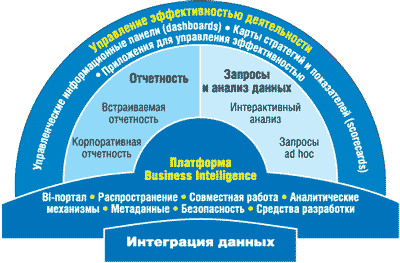 Управление эффективностью деятельности
Управленческие информационные панели (dashboards) • Карты стратегий и показателей (scorecards)
• Приложения для управления эффективностью
Отчетность
Встраиваемая
отчетность
Корпоративная
отчетность
Запросы
и анализ данных
Интерактивный
анализ
Запросы
ad hoc
Платформа
Business Intelligence
BI-портал • Распространение • Совместная работа • Аналитические
механизмы • Метаданные • Безопасность • Средства разработки
Интеграция данных